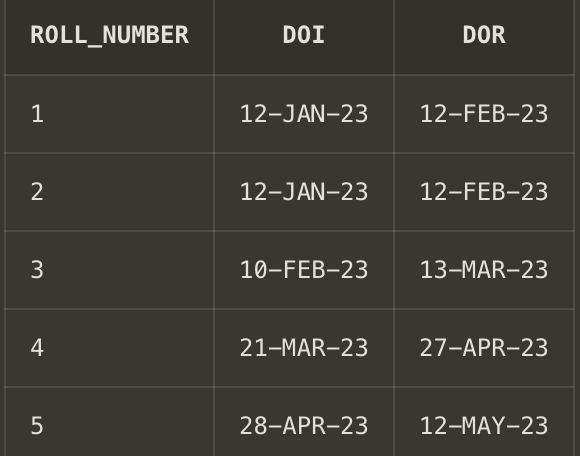 ROLL_NUMBER DOI DOR
1 12-JAN-23 12-FEB-23
2 12-JAN-23 12-FEB-23
3 10-FEB-23 13-MAR-23
4 21-MAR-23 27-APR-23
5 28-APR-23 12-MAY-23